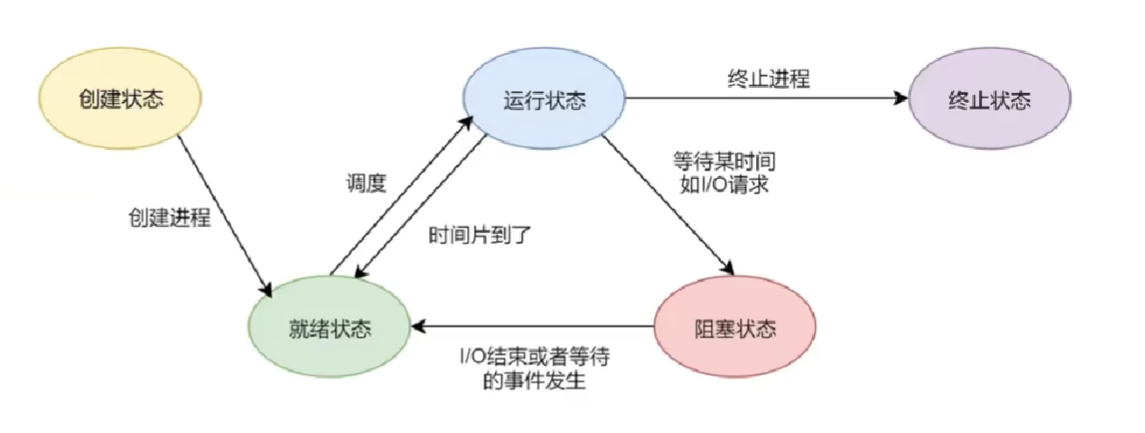 创建状态
运行状态
终止进程
终止状态
等待某时间
如I/O请求
调度
创建进程
时间片到了
就绪状态
阻塞状态
I/O结束或者等待
的事件发生